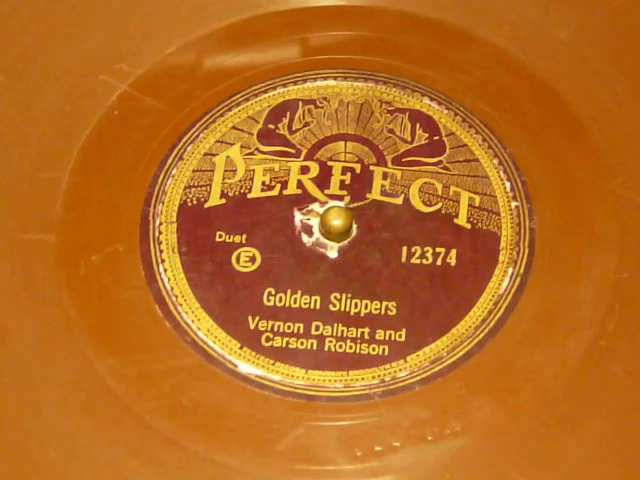 PERFECT
Duet
E
12374
Golden Slippers
Vernon Dalhart and
Carson Robison